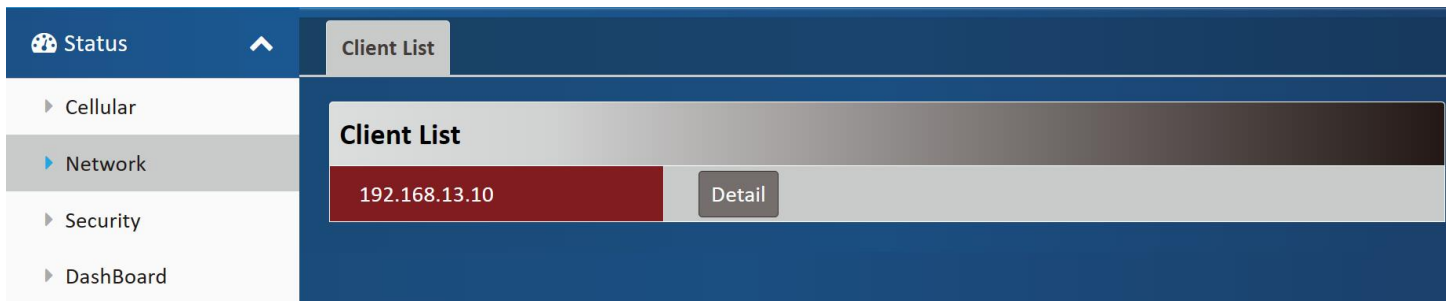 Status
Client List
Cellular
Client List
Network
192.168.13.10 Detail
Security
DashBoard